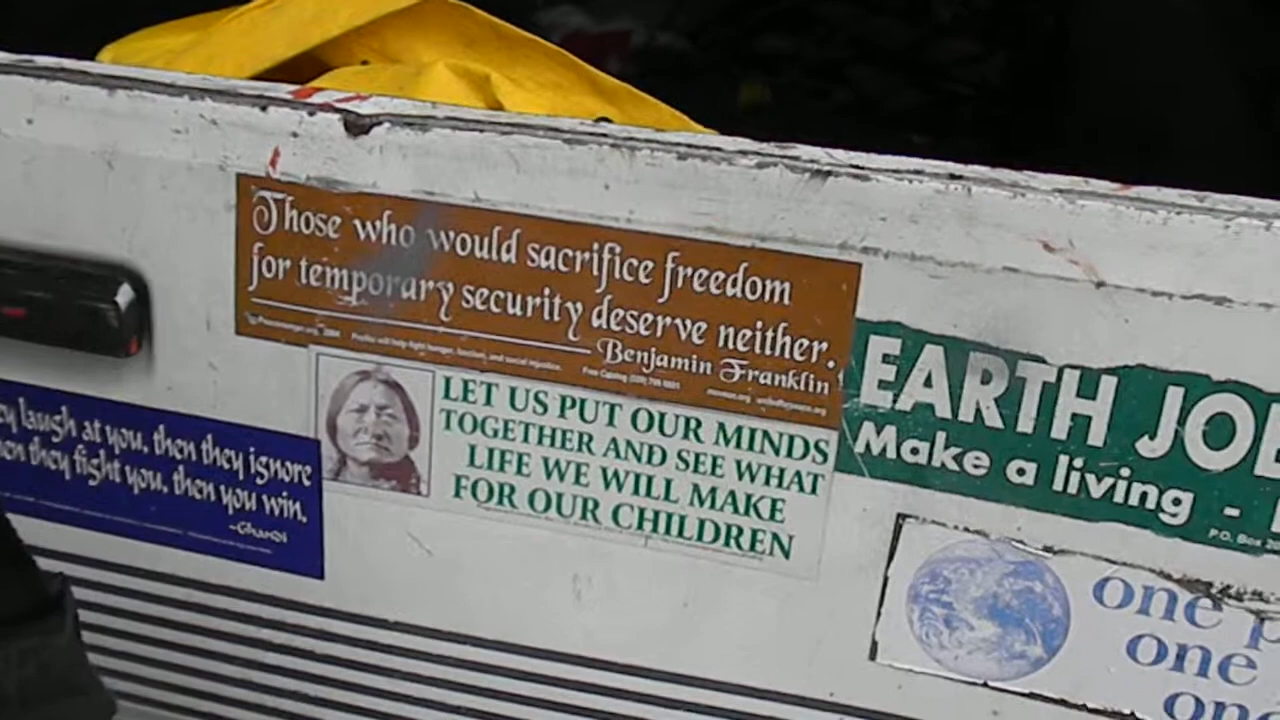 Those who would sacrifice freedom
for temporary security deserve neither.
Benjamin Franklin
LET US PUT OUR MINDS
TOGETHER AND SEE WHAT
LIFE WE WILL MAKE
FOR OUR CHILDREN
laugh at you, then they ignore
they fight you, then you win.
-Ghandi
EARTH
Make a living -
P.O. Box
one
one